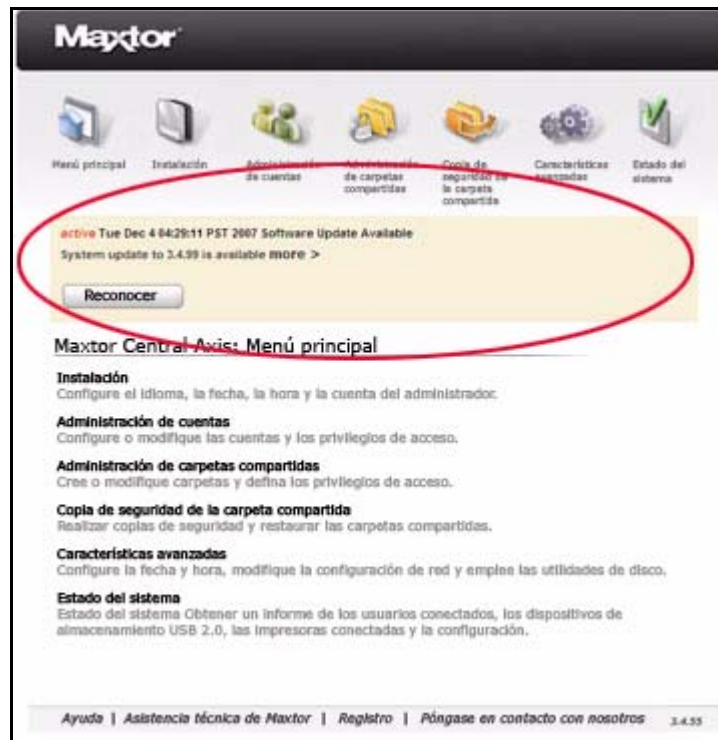 Maxtor
Menú principal
Instalación
Administración de cuentas
Administración de carpetas compartidas
Copia de seguridad de la carpeta compartida
Características avanzadas
Estado del sistema
active Tue Dec 4 04:29:11 PST 2007 Software Update Available
System update to 3.4.99 is available more >
Reconocer
Maxtor Central Axis: Menú principal
Instalación
Configure el idioma, la fecha, la hora y la cuenta del administrador.
Administración de cuentas
Configure o modifique las cuentas y los privilegios de acceso.
Administración de carpetas compartidas
Cree o modifique carpetas y defina los privilegios de acceso.
Copia de seguridad de la carpeta compartida
Realizar copias de seguridad y restaurar las carpetas compartidas.
Características avanzadas
Configure la fecha y hora, modifique la configuración de red y emplee las utilidades de disco.
Estado del sistema
Estado del sistema Obtener un informe de los usuarios conectados, los dispositivos de
almacenamiento USB 2.0, las impresoras conectadas y la configuración.
Ayuda | Asistencia técnica de Maxtor | Registro | Póngase en contacto con nosotros 3.4.55